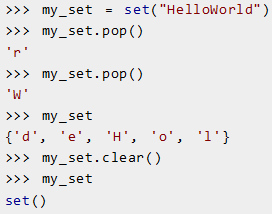 >>> my_set = set("HelloWorld")
>>> my_set.pop()
'r'
>>> my_set.pop()
'W'
>>> my_set
{'d', 'e', 'H', 'o', 'l'}
>>> my_set.clear()
>>> my_set
set()